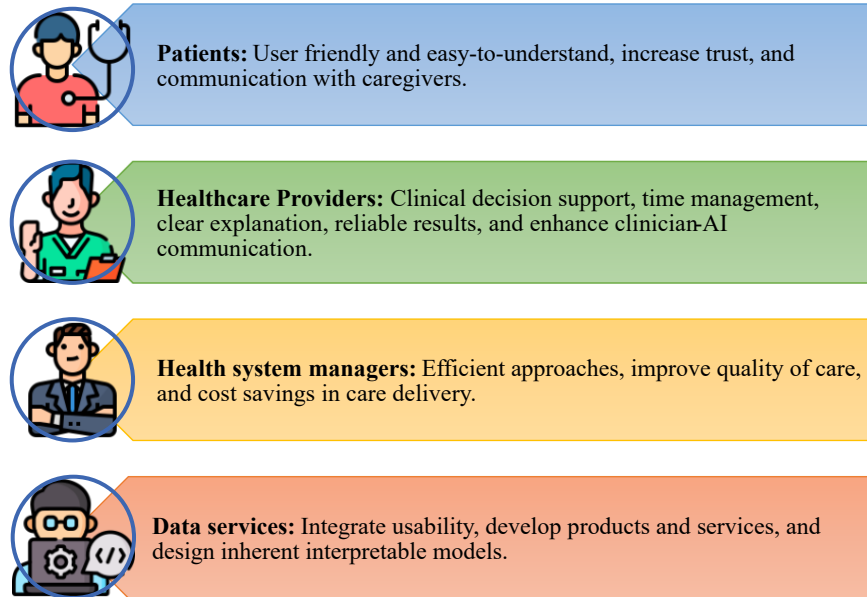 Patients: User friendly and easy-to-understand, increase trust, and
communication with caregivers.
Healthcare Providers: Clinical decision support, time management,
clear explanation, reliable results, and enhance clinician-AI
communication.
Health system managers: Efficient approaches, improve quality of care,
and cost savings in care delivery.
Data services: Integrate usability, develop products and services, and
design inherent interpretable models.